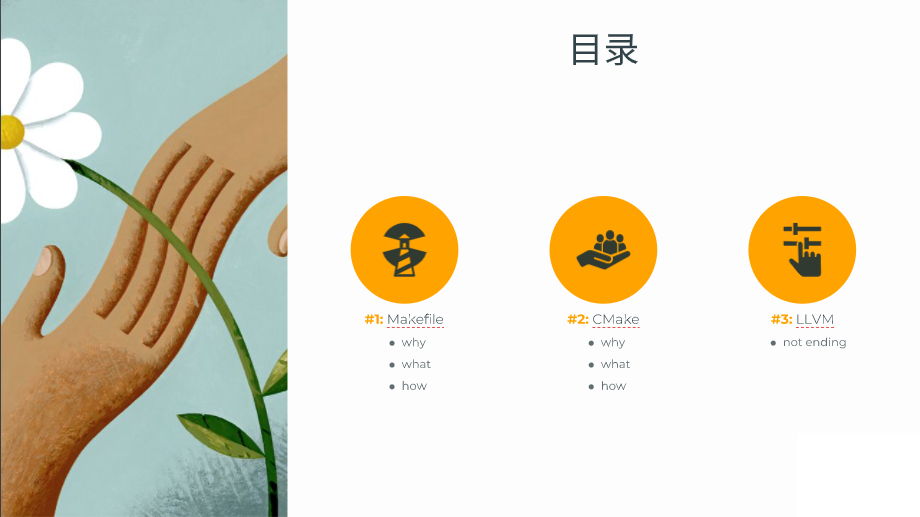 目录
#1: Makefile
● why
● what
● how
#2: CMake
● why
● what
● how
#3: LLVM
● not ending